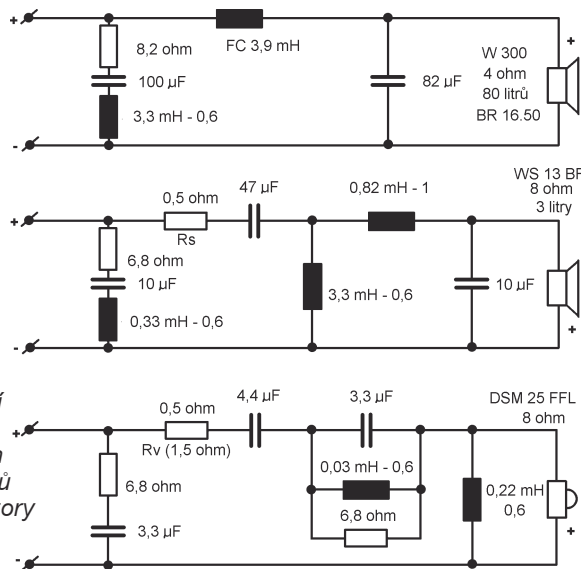 +
8,2 ohm
100 µF
3,3 mH - 0,6
FC 3,9 mH
82 µF
W 300
4 ohm
80 litrů
BR 16.50
+
-
+
0,5 ohm
Rs
47 µF
0,82 mH - 1
WS 13 BF
8 ohm
3 litry
6,8 ohm
10 µF
0,33 mH - 0,6
3,3 mH - 0,6
10 µF
+
-
+
0,5 ohm
Rv (1,5 ohm)
4,4 µF
3,3 µF
DSM 25 FFL
8 ohm
6,8 ohm
3,3 µF
0,03 mH - 0,6
6,8 ohm
0,22 mH
0,6
+
-
ů
ory